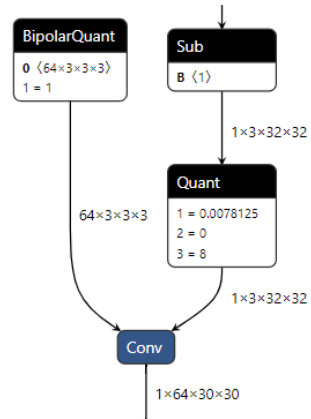 BipolarQuant
0 〈64×3×3×3〉
1 = 1
Sub
B 〈1〉
1×3×32×32
64×3×3×3
Quant
1 = 0.0078125
2 = 0
3 = 8
1×3×32×32
Conv
1×64×30×30